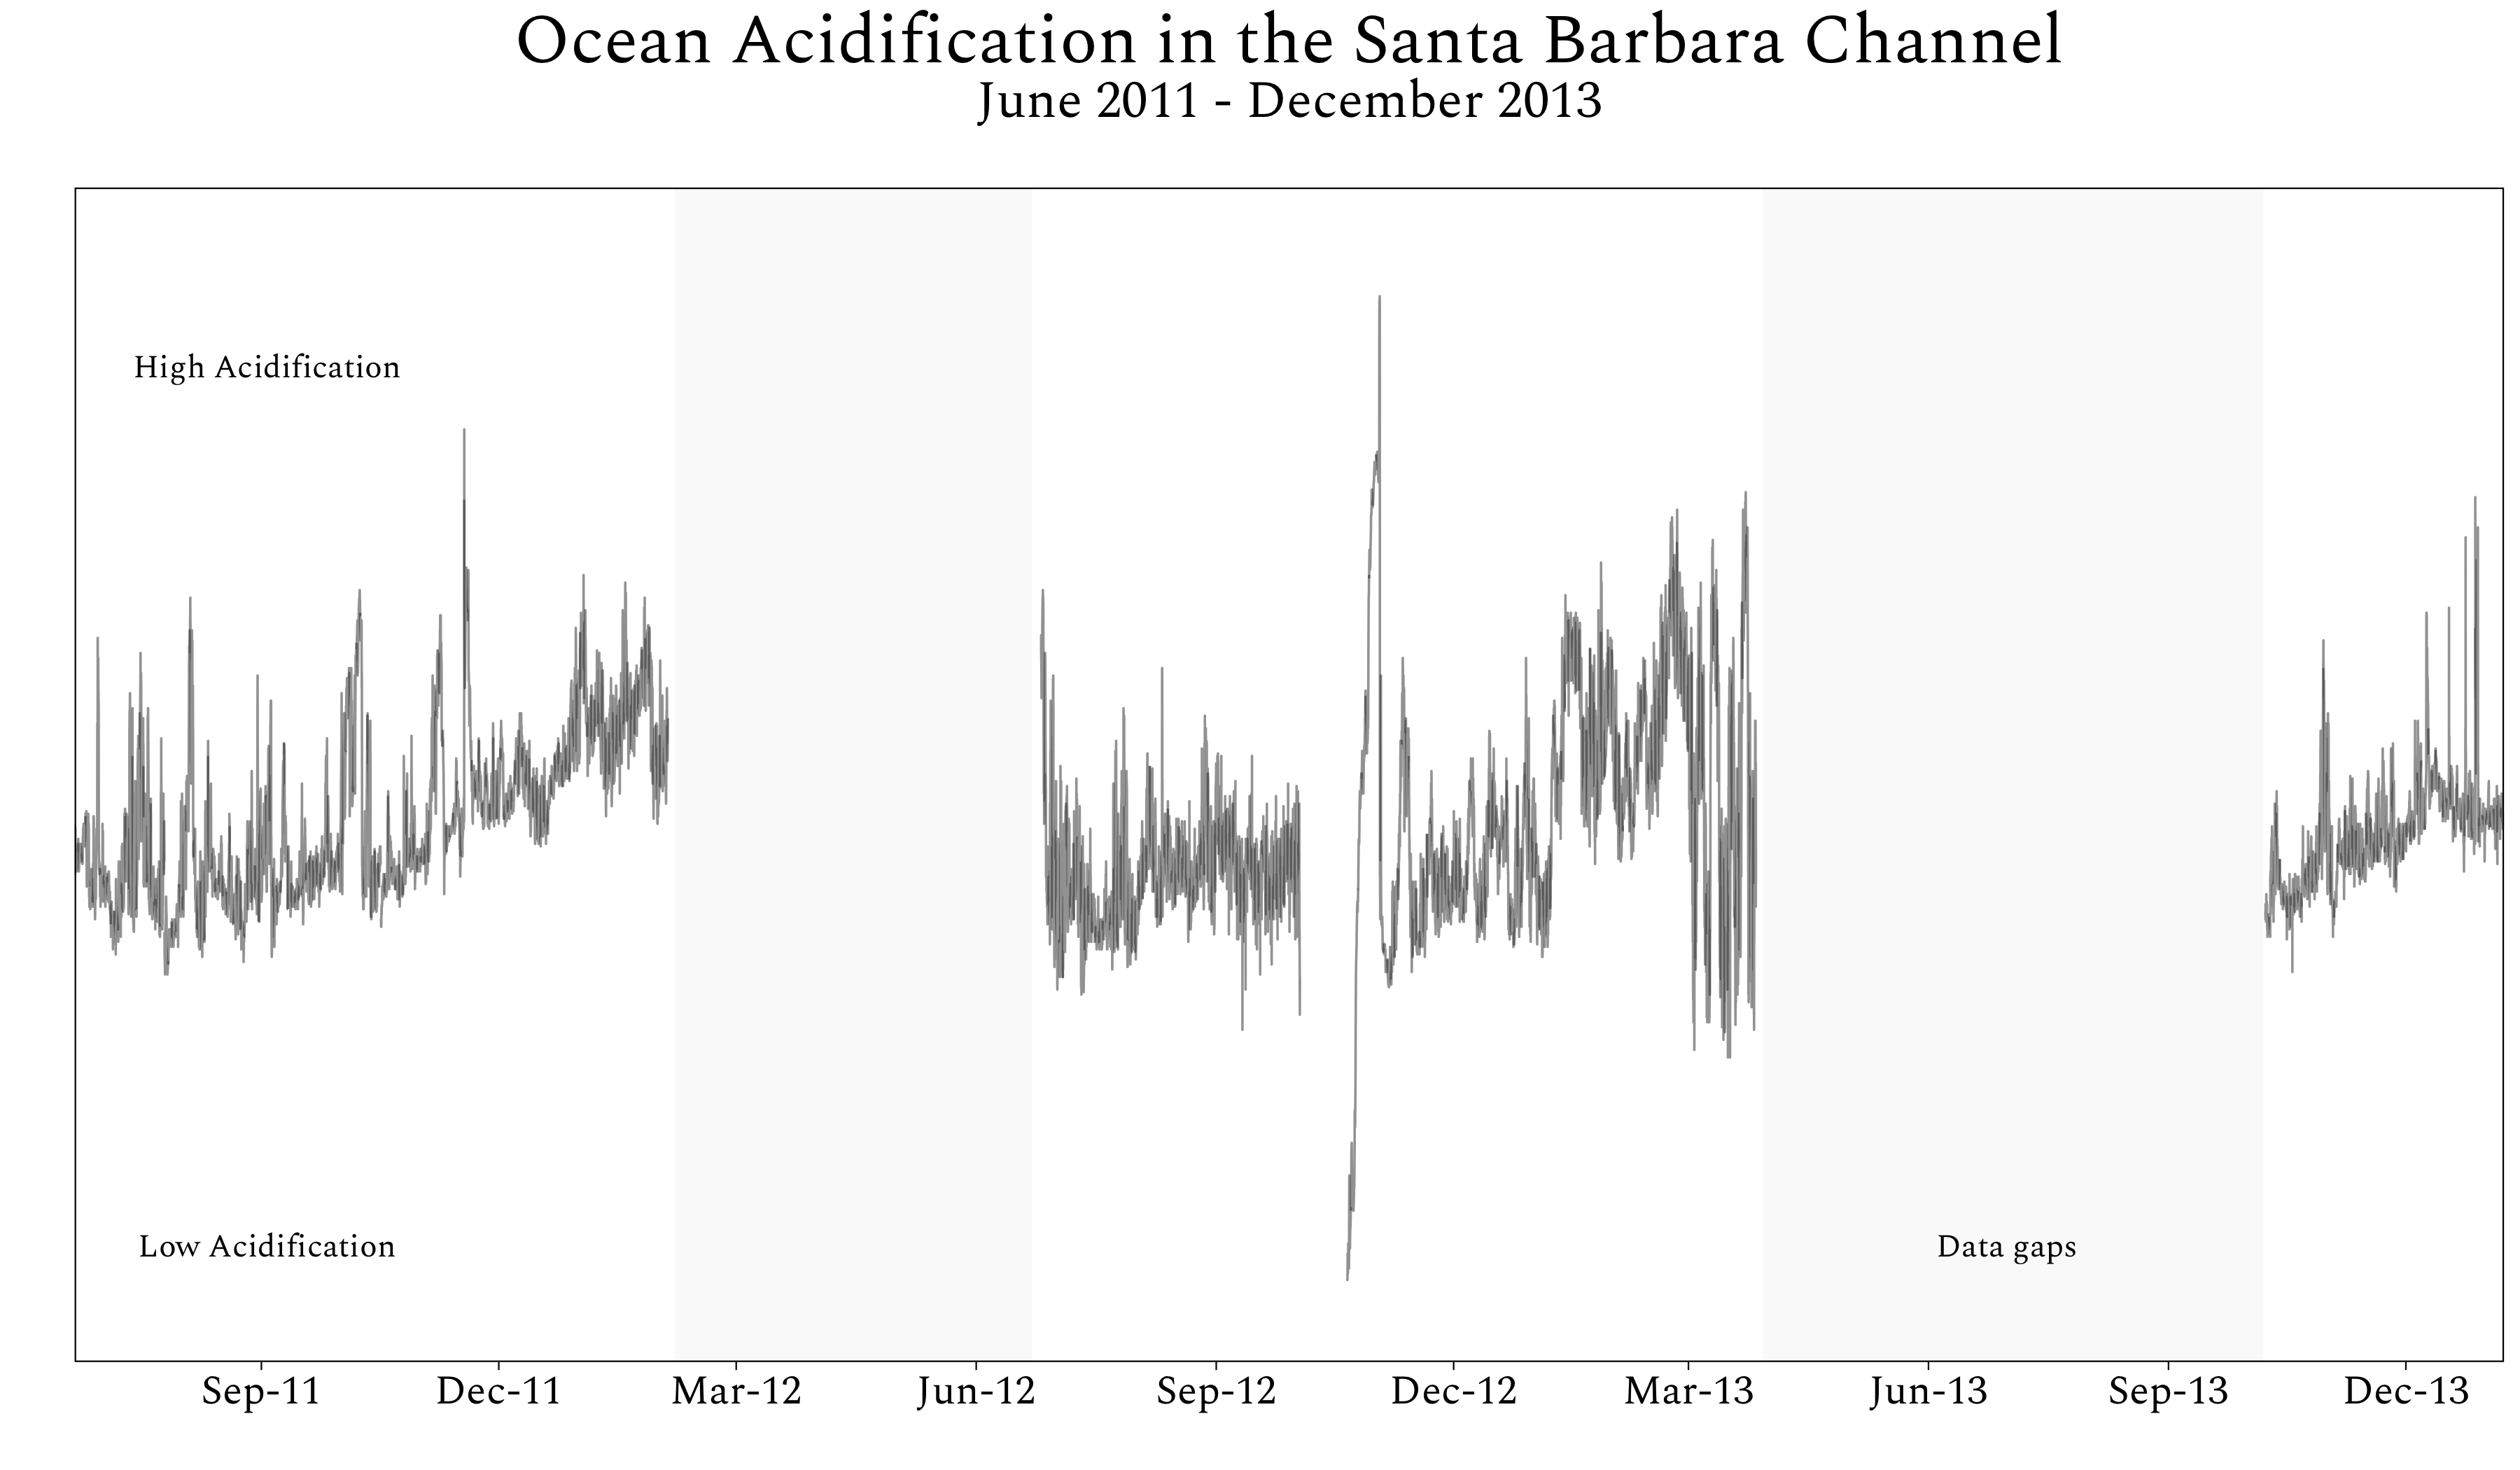 Ocean Acidification in the Santa Barbara Channel
June 2011 - December 2013
High Acidification
Low Acidification
Data gaps
Sep-11
Dec-11
Mar-12
Jun-12
Sep-12
Dec-12
Mar-13
Jun-13
Sep-13
Dec-13